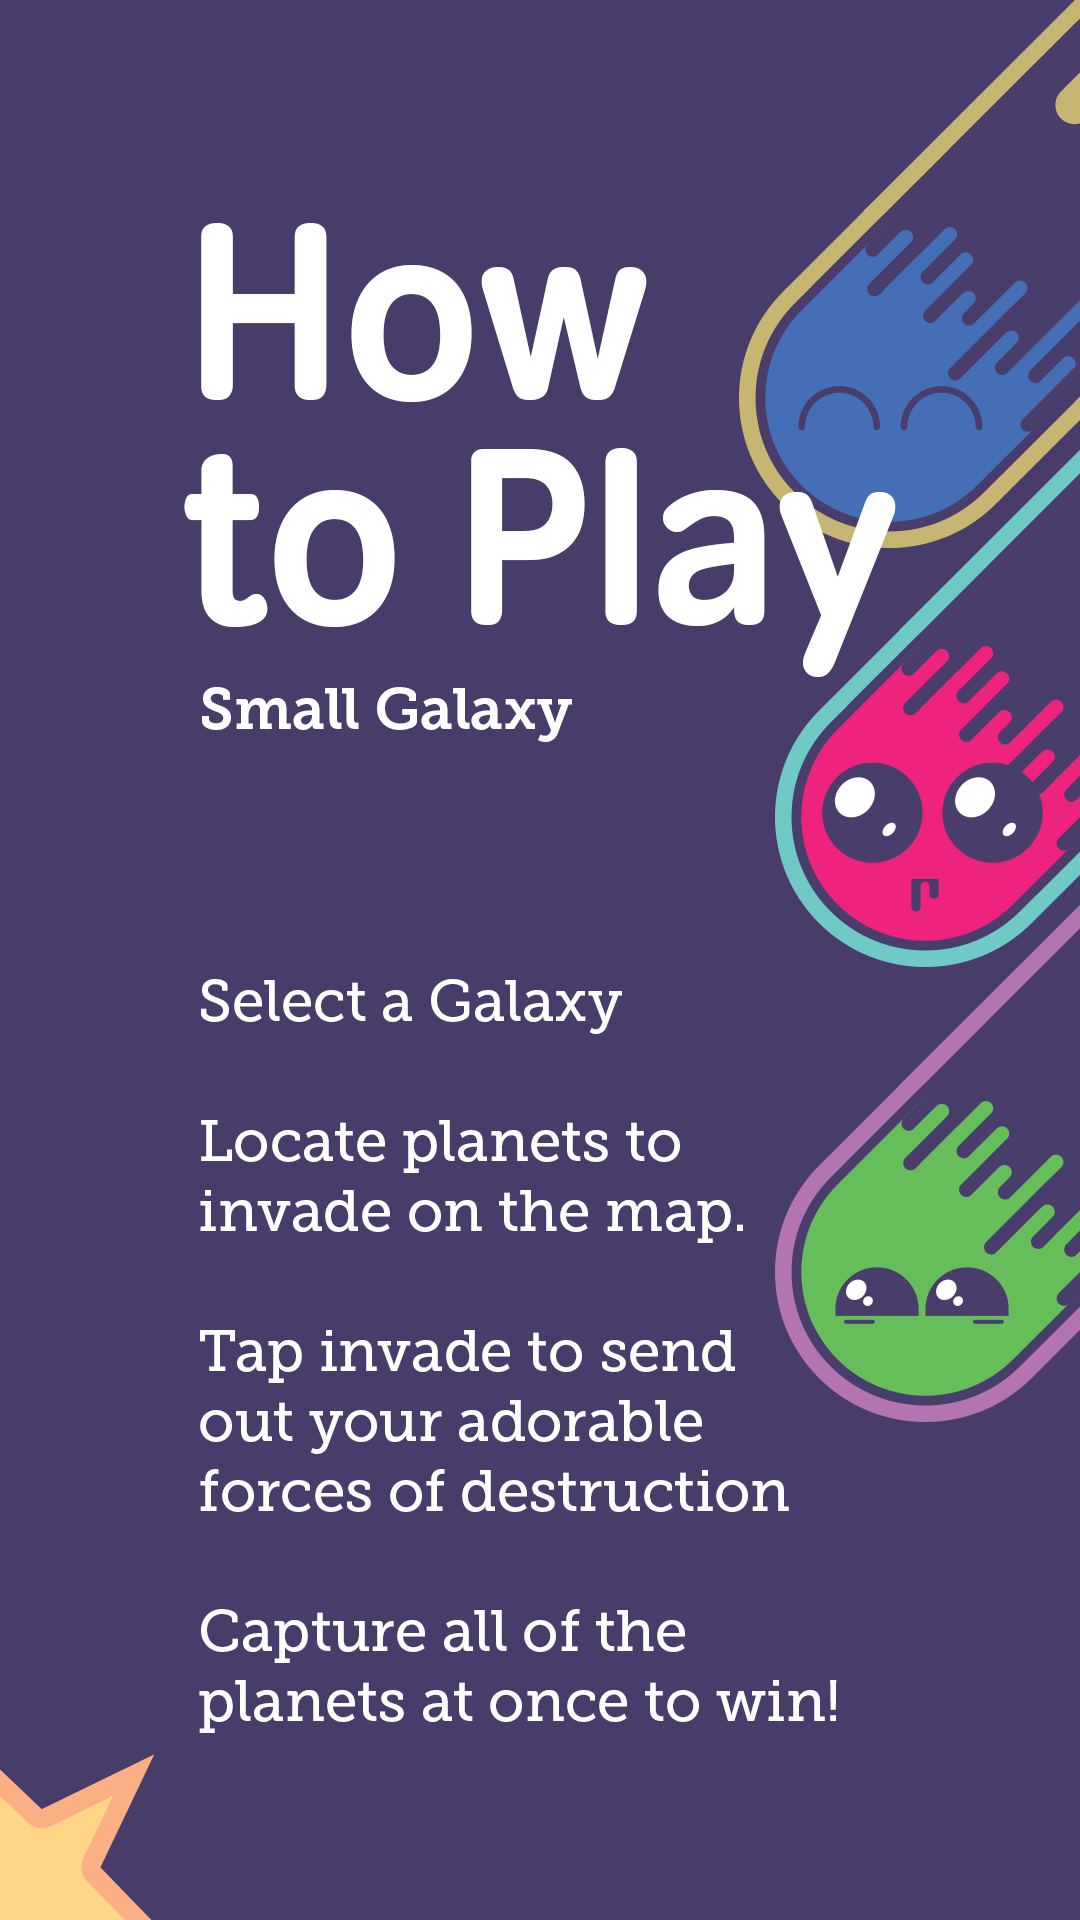 How
to Play
Small Galaxy
Select a Galaxy
Locate planets to
invade on the map.
Tap invade to send
out your adorable
forces of destruction
Capture all of the
planets at once to win!